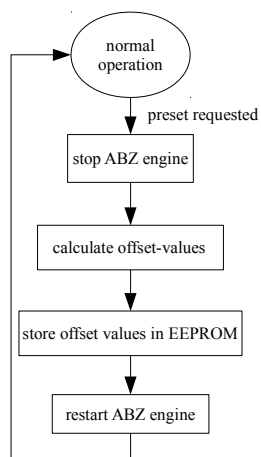 normal
operation
preset requested
stop ABZ engine
calculate offset-values
store offset values in EEPROM
restart ABZ engine